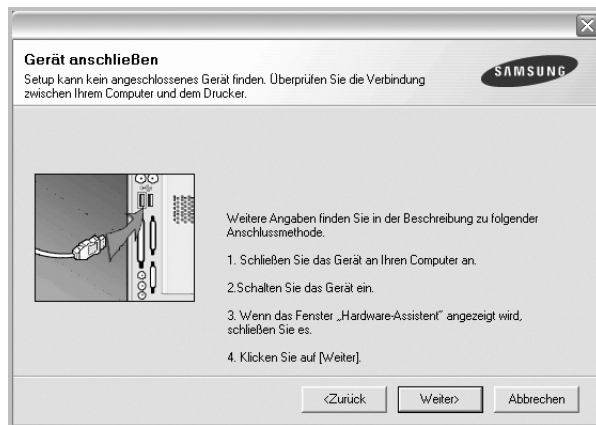 Gerät anschließen
Setup kann kein angeschlossenes Gerät finden. Überprüfen Sie die Verbindung
zwischen Ihrem Computer und dem Drucker.
SAMSUNG
Weitere Angaben finden Sie in der Beschreibung zu folgender
Anschlussmethode.
1. Schließen Sie das Gerät an Ihren Computer an.
2.Schalten Sie das Gerät ein.
3. Wenn das Fenster „Hardware-Assistent" angezeigt wird,
schließen Sie es.
4. Klicken Sie auf [Weiter].
<Zurück
Weiter>
Abbrechen